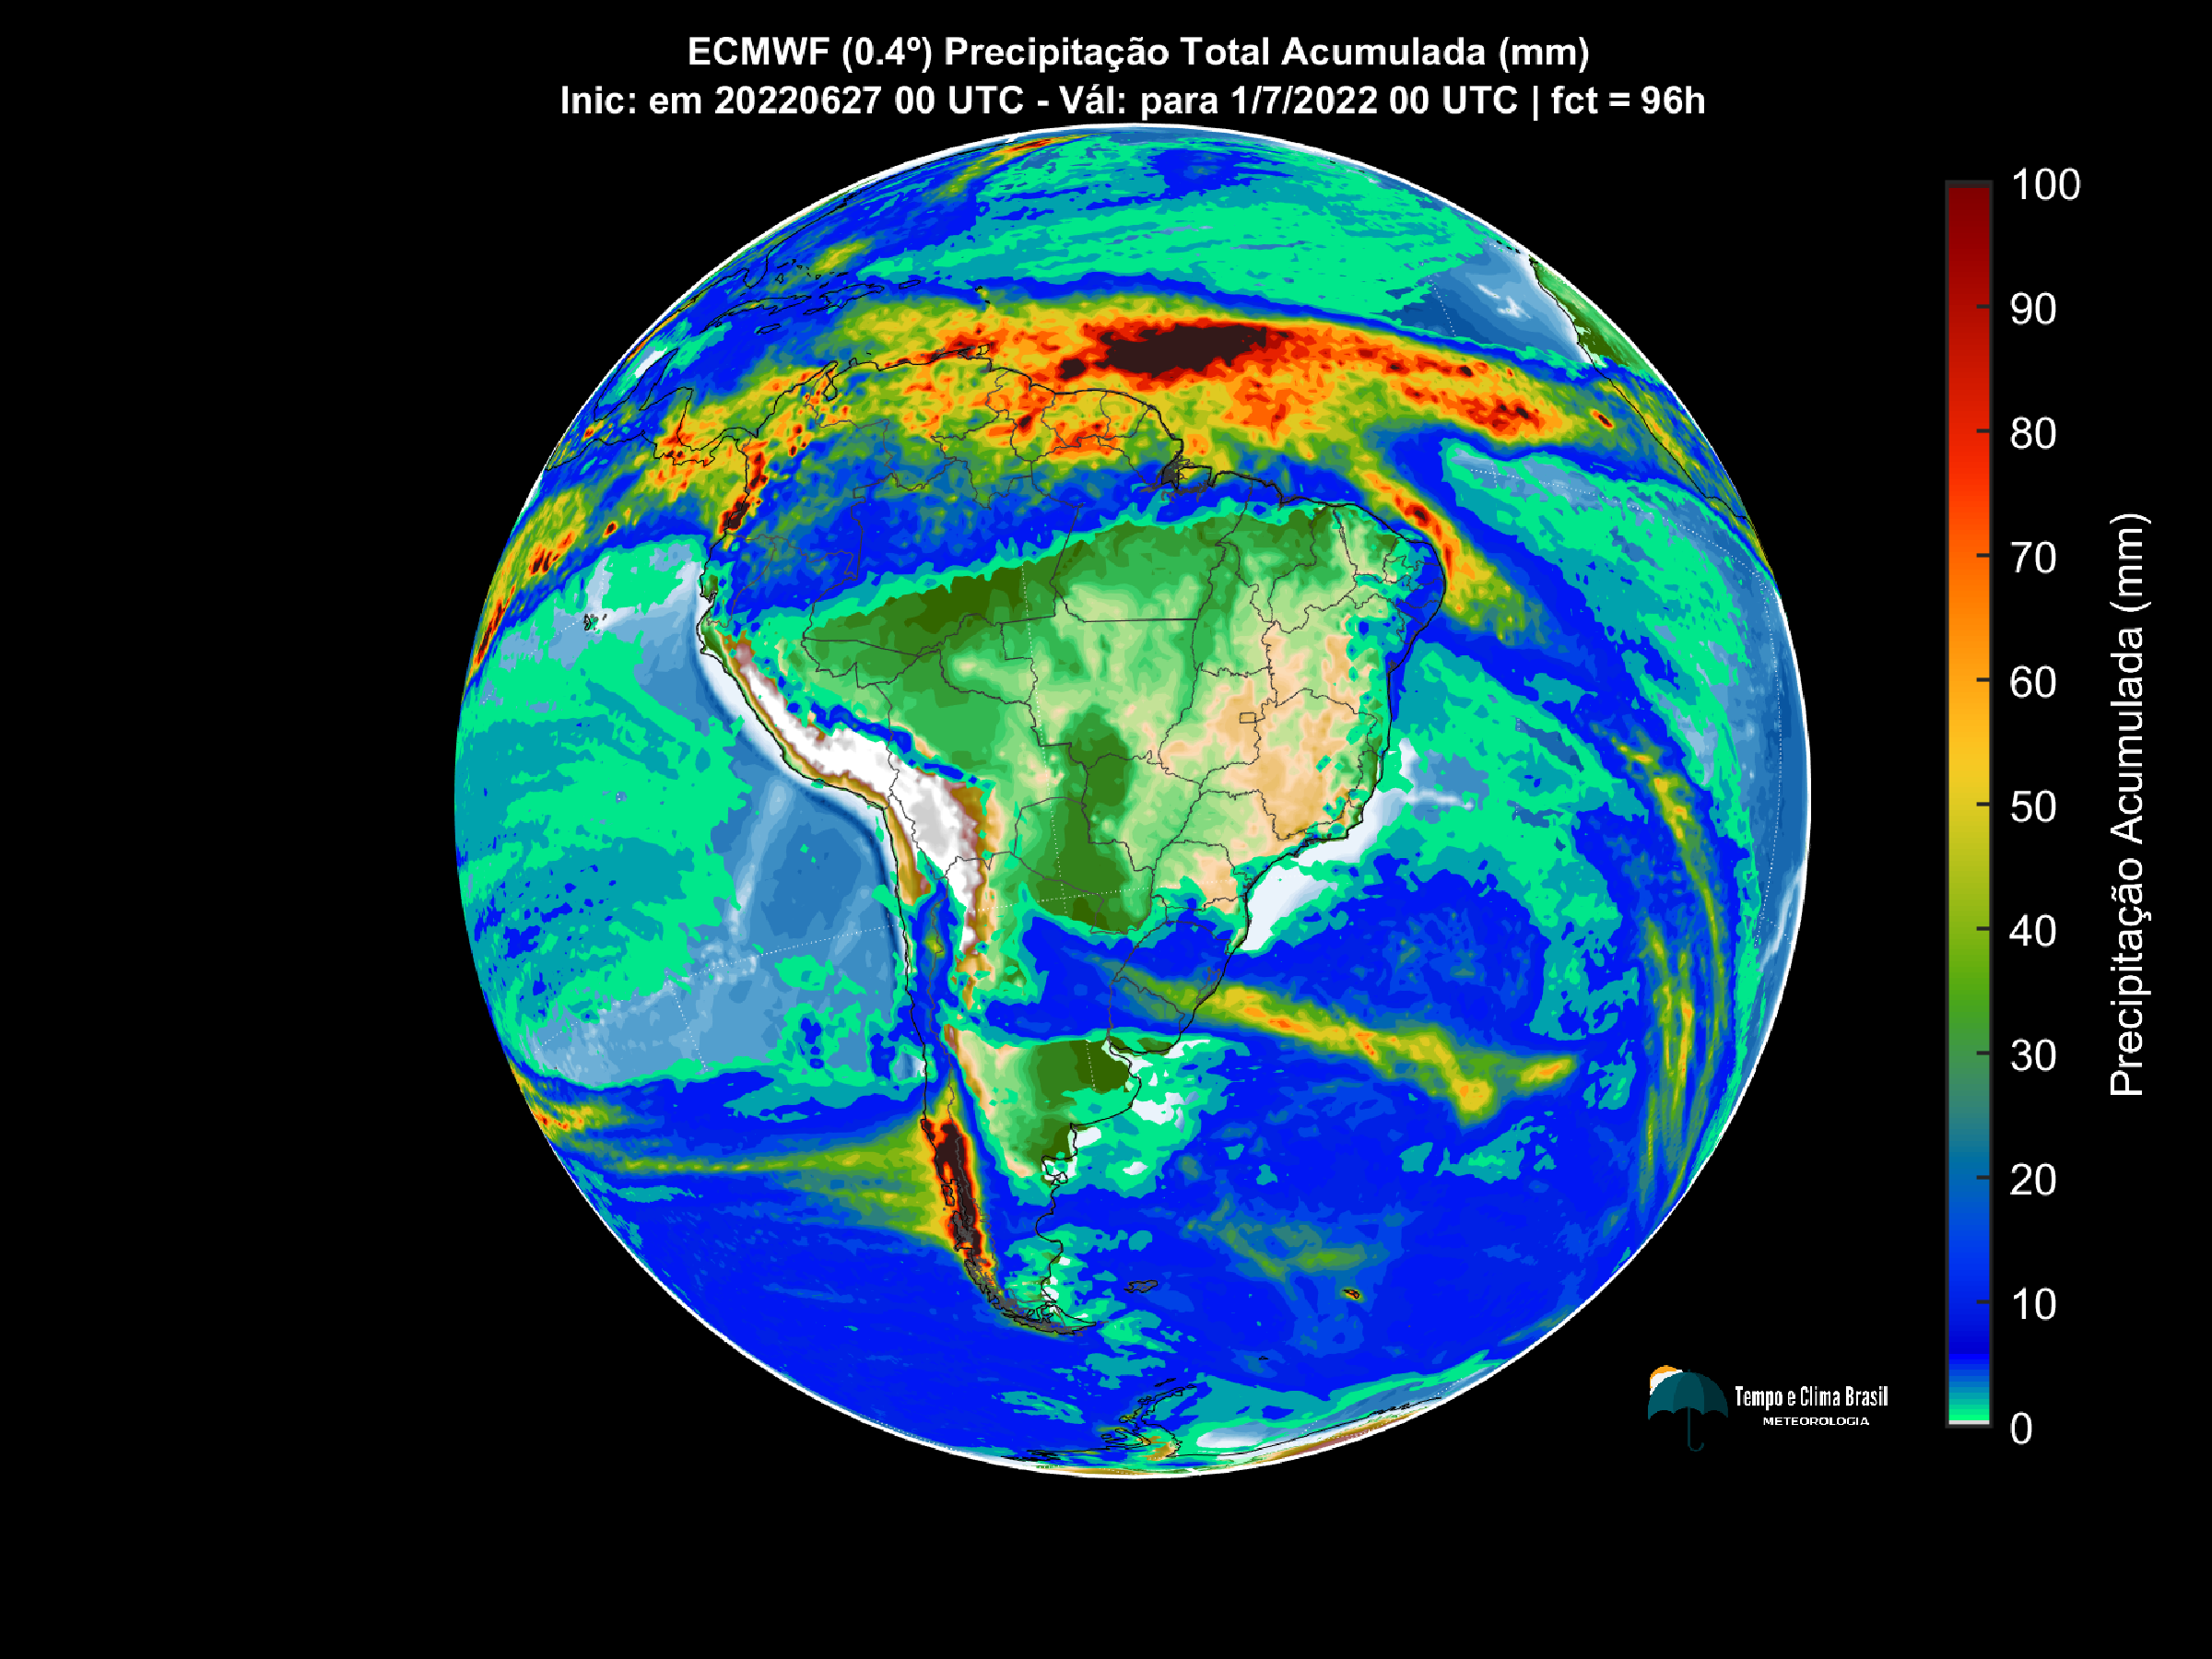 ECMWF (0.4º) Precipitação Total Acumulada (mm)
Inic: em 20220627 00 UTC - Vál: para 1/7/2022 00 UTC | fct = 96h
100
90
80
70
60
50
40
30
20
10
0
Precipitação Acumulada (mm)
Tempo e Clima Brasil
METEOROLOGIA